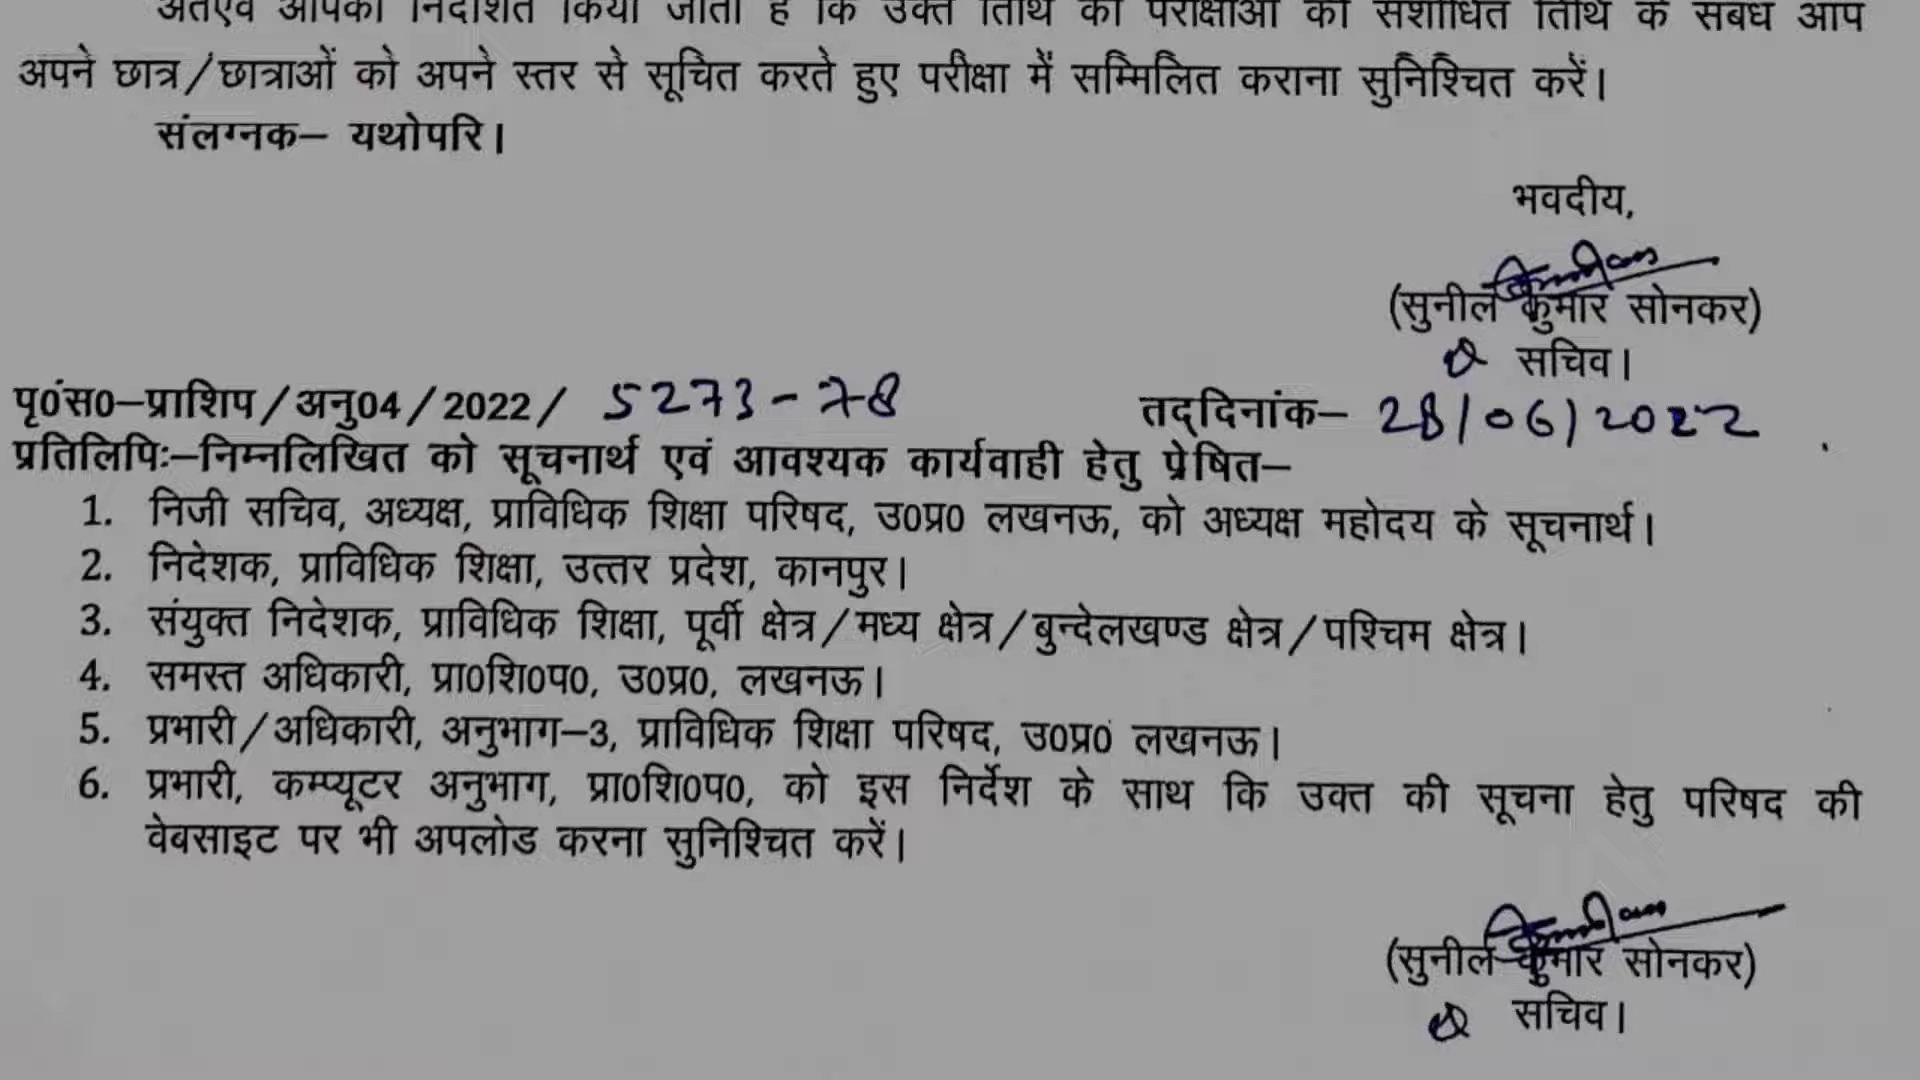 अतएव आपको निर्देशित किया जाता है कि उक्त तिथि की परीक्षाओं की संशोधित तिथि के संबंध आप
अपने छात्र/छात्राओं को अपने स्तर से सूचित करते हुए परीक्षा में सम्मिलित कराना सुनिश्चित करें।
संलग्नक– यथोपरि।
भवदीय,
(सुनील कुमार सोनकर)
सचिव।
पृ0ंस0–प्राशिप/अनु04/2022/ 5273-78 तद्दिनांक– 28/06/2022
प्रतिलिपिः–निम्नलिखित को सूचनार्थ एवं आवश्यक कार्यवाही हेतु प्रेषित–
1. निजी सचिव, अध्यक्ष, प्राविधिक शिक्षा परिषद, उ0प्र0 लखनऊ, को अध्यक्ष महोदय के सूचनार्थ।
2. निदेशक, प्राविधिक शिक्षा, उत्तर प्रदेश, कानपुर।
3. संयुक्त निदेशक, प्राविधिक शिक्षा, पूर्वी क्षेत्र/मध्य क्षेत्र/बुन्देलखण्ड क्षेत्र/पश्चिम क्षेत्र।
4. समस्त अधिकारी, प्रा0शि0प0, उ0प्र0, लखनऊ।
5. प्रभारी/अधिकारी, अनुभाग–3, प्राविधिक शिक्षा परिषद, उ0प्र0 लखनऊ।
6. प्रभारी, कम्प्यूटर अनुभाग, प्रा0शि0प0, को इस निर्देश के साथ कि उक्त की सूचना हेतु परिषद की
वेबसाइट पर भी अपलोड करना सुनिश्चित करें।
(सुनील कुमार सोनकर)
सचिव।